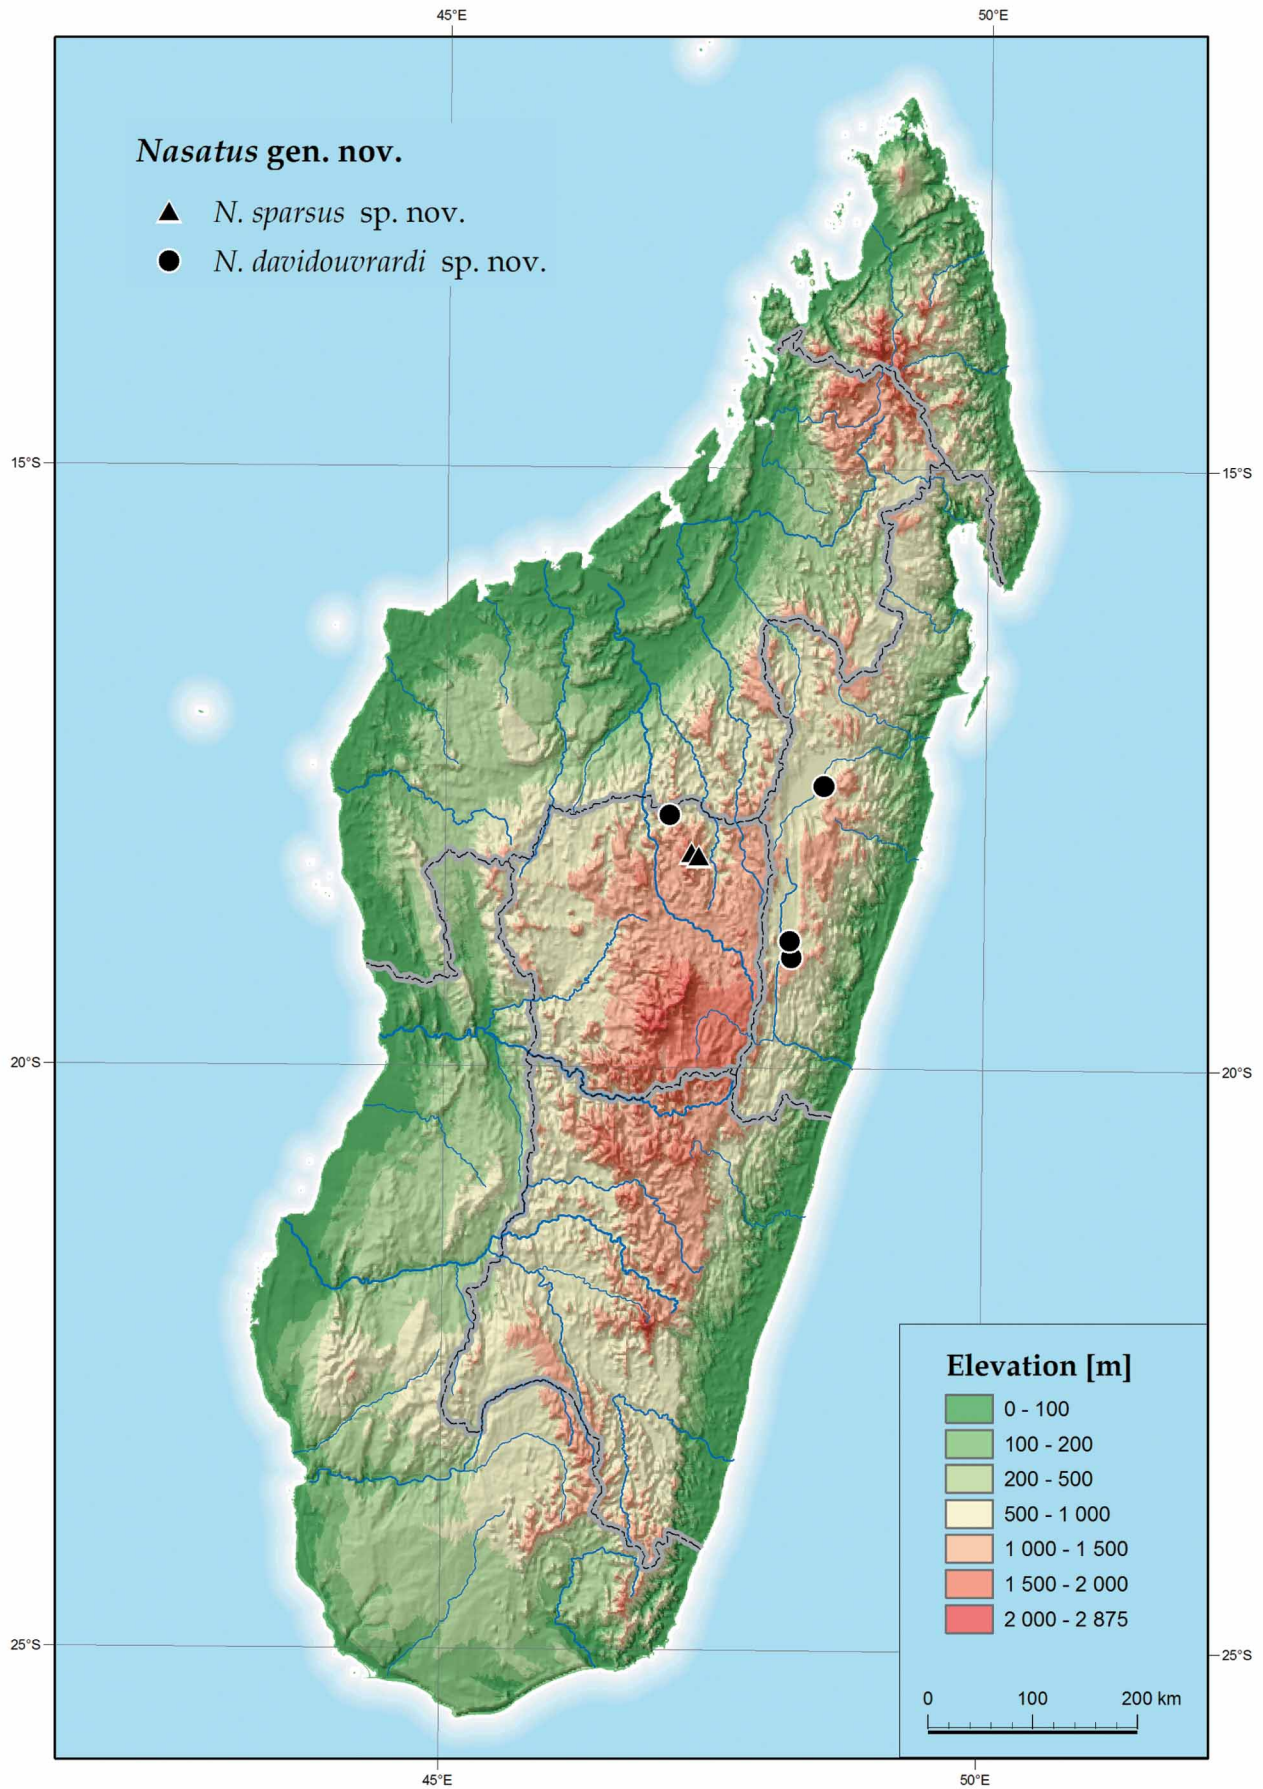 45°E 50°E
Nasatus gen. nov.
N. sparsus sp. nov.
N. davidouvrardi sp. nov.
15°S 15°S
20°S 20°S
Elevation [m]
0 - 100
100 - 200
200 - 500
500 - 1 000
1 000 - 1 500
1 500 - 2 000
2 000 - 2 875
25°S 25°S
0 100 200 km
45°E 50°E